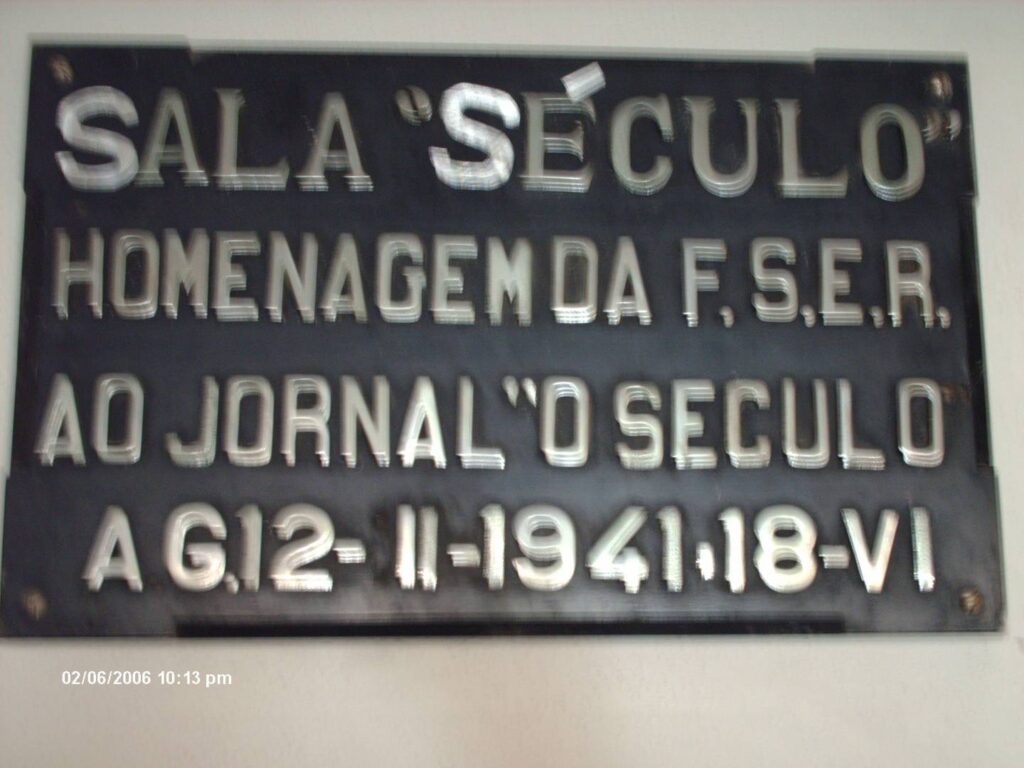 SALA "SÉCULO"
HOMENAGEM DA F.S.E.R.
AO JORNAL "O SECULO
A G.12-II-1941.18-VI
02/06/2006 10:13 pm